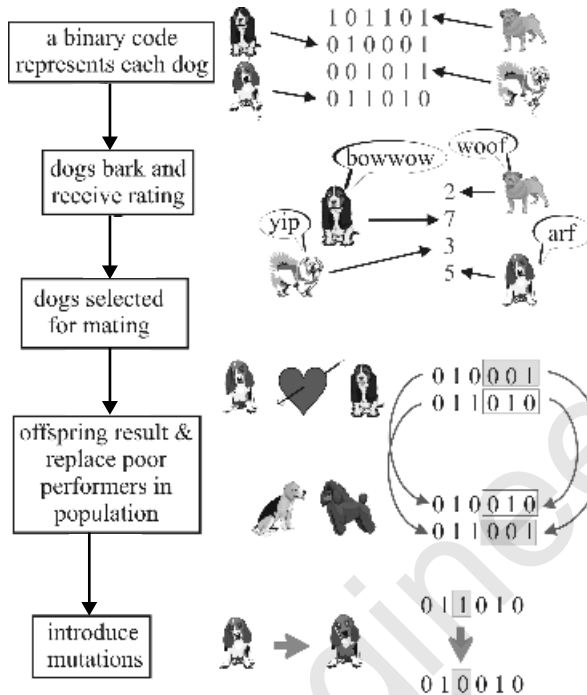 a binary code
represents each dog
1 0 1 1 0 1
0 1 0 0 0 1
0 0 1 0 1 1
0 1 1 0 1 0
dogs bark and
receive rating
bowwow
woof
yip
arf
2
7
3
5
dogs selected
for mating
0 1 0 0 0 1
0 1 1 0 1 0
offspring result &
replace poor
performers in
population
0 1 0 0 1 0
0 1 1 0 0 1
introduce
mutations
0 1 1 0 1 0
0 1 0 0 1 0